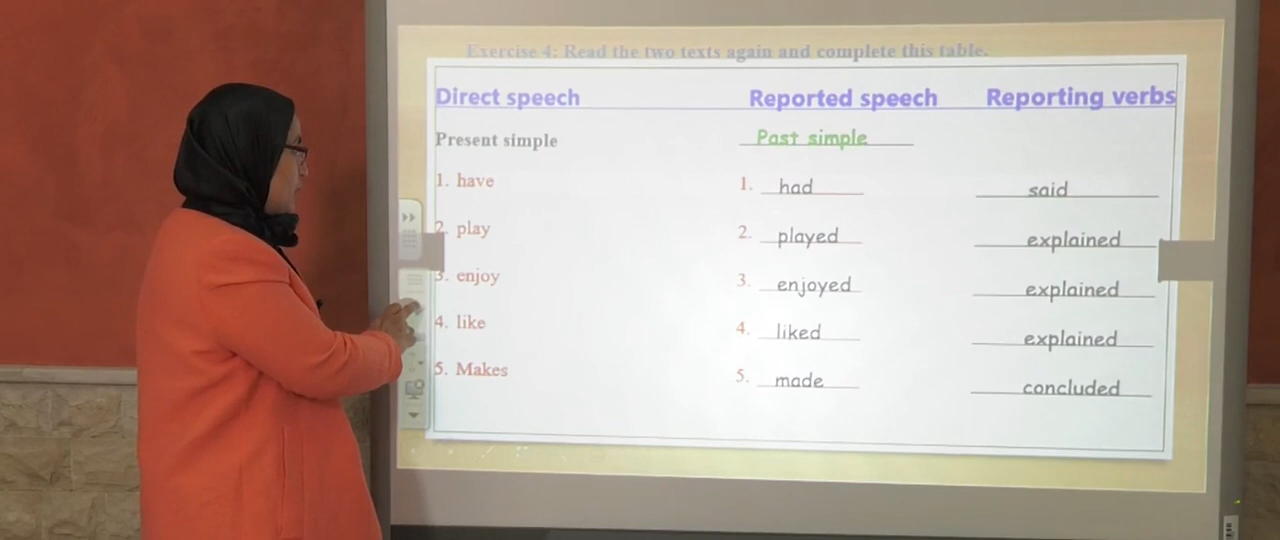 Exercise 4: Read the two texts again and complete this table.
Direct speech Reported speech Reporting verbs
Present simple Past simple
1. have 1. had said
2. play 2. played explained
3. enjoy 3. enjoyed explained
4. like 4. liked explained
5. Makes 5. made concluded